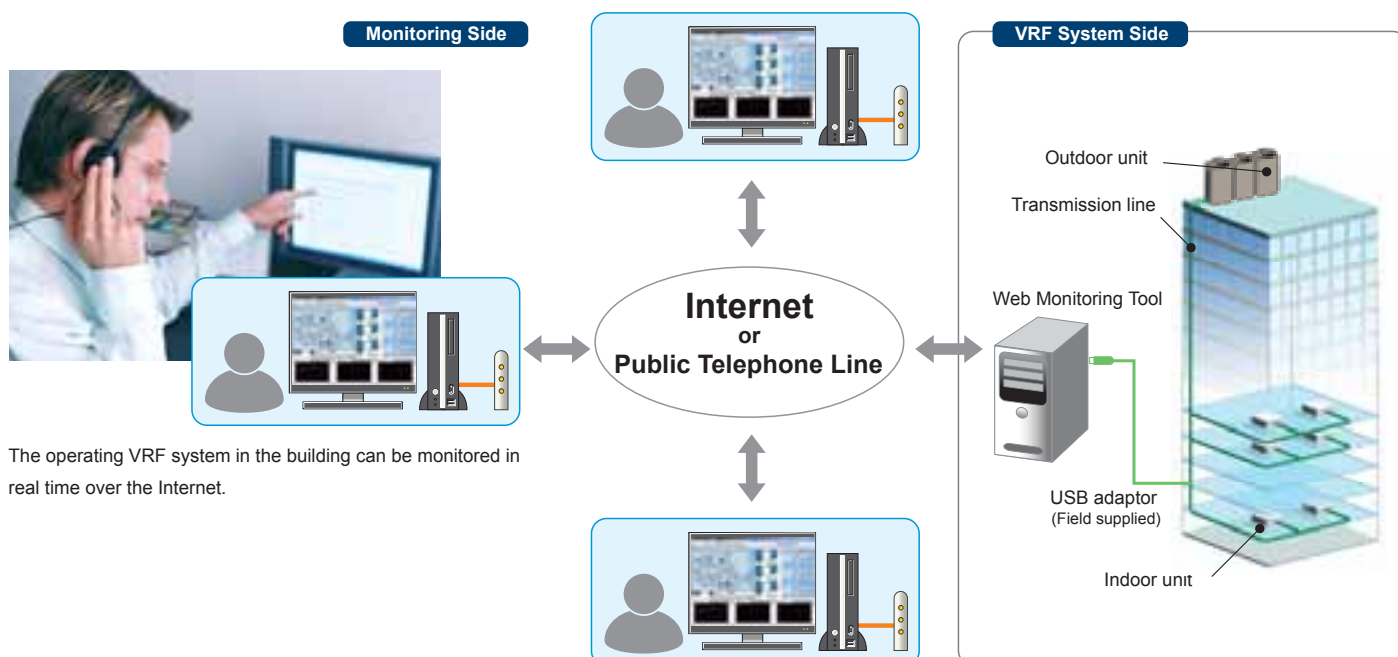 Monitoring Side
The operating VRF system in the building can be monitored in
real time over the Internet.
Internet
or
Public Telephone Line
VRF System Side
Outdoor unit
Transmission line
Web Monitoring Tool
USB adaptor
(Field supplied)
Indoor unit